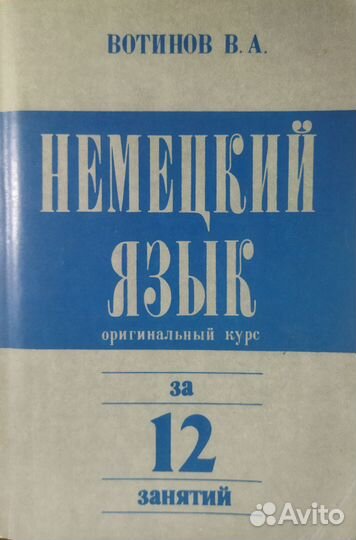 ВОТИНОВ В.А.
НЕМЕЦКИЙ
ЯЗЫК
оригинальный курс
за
12
занятий
Avito